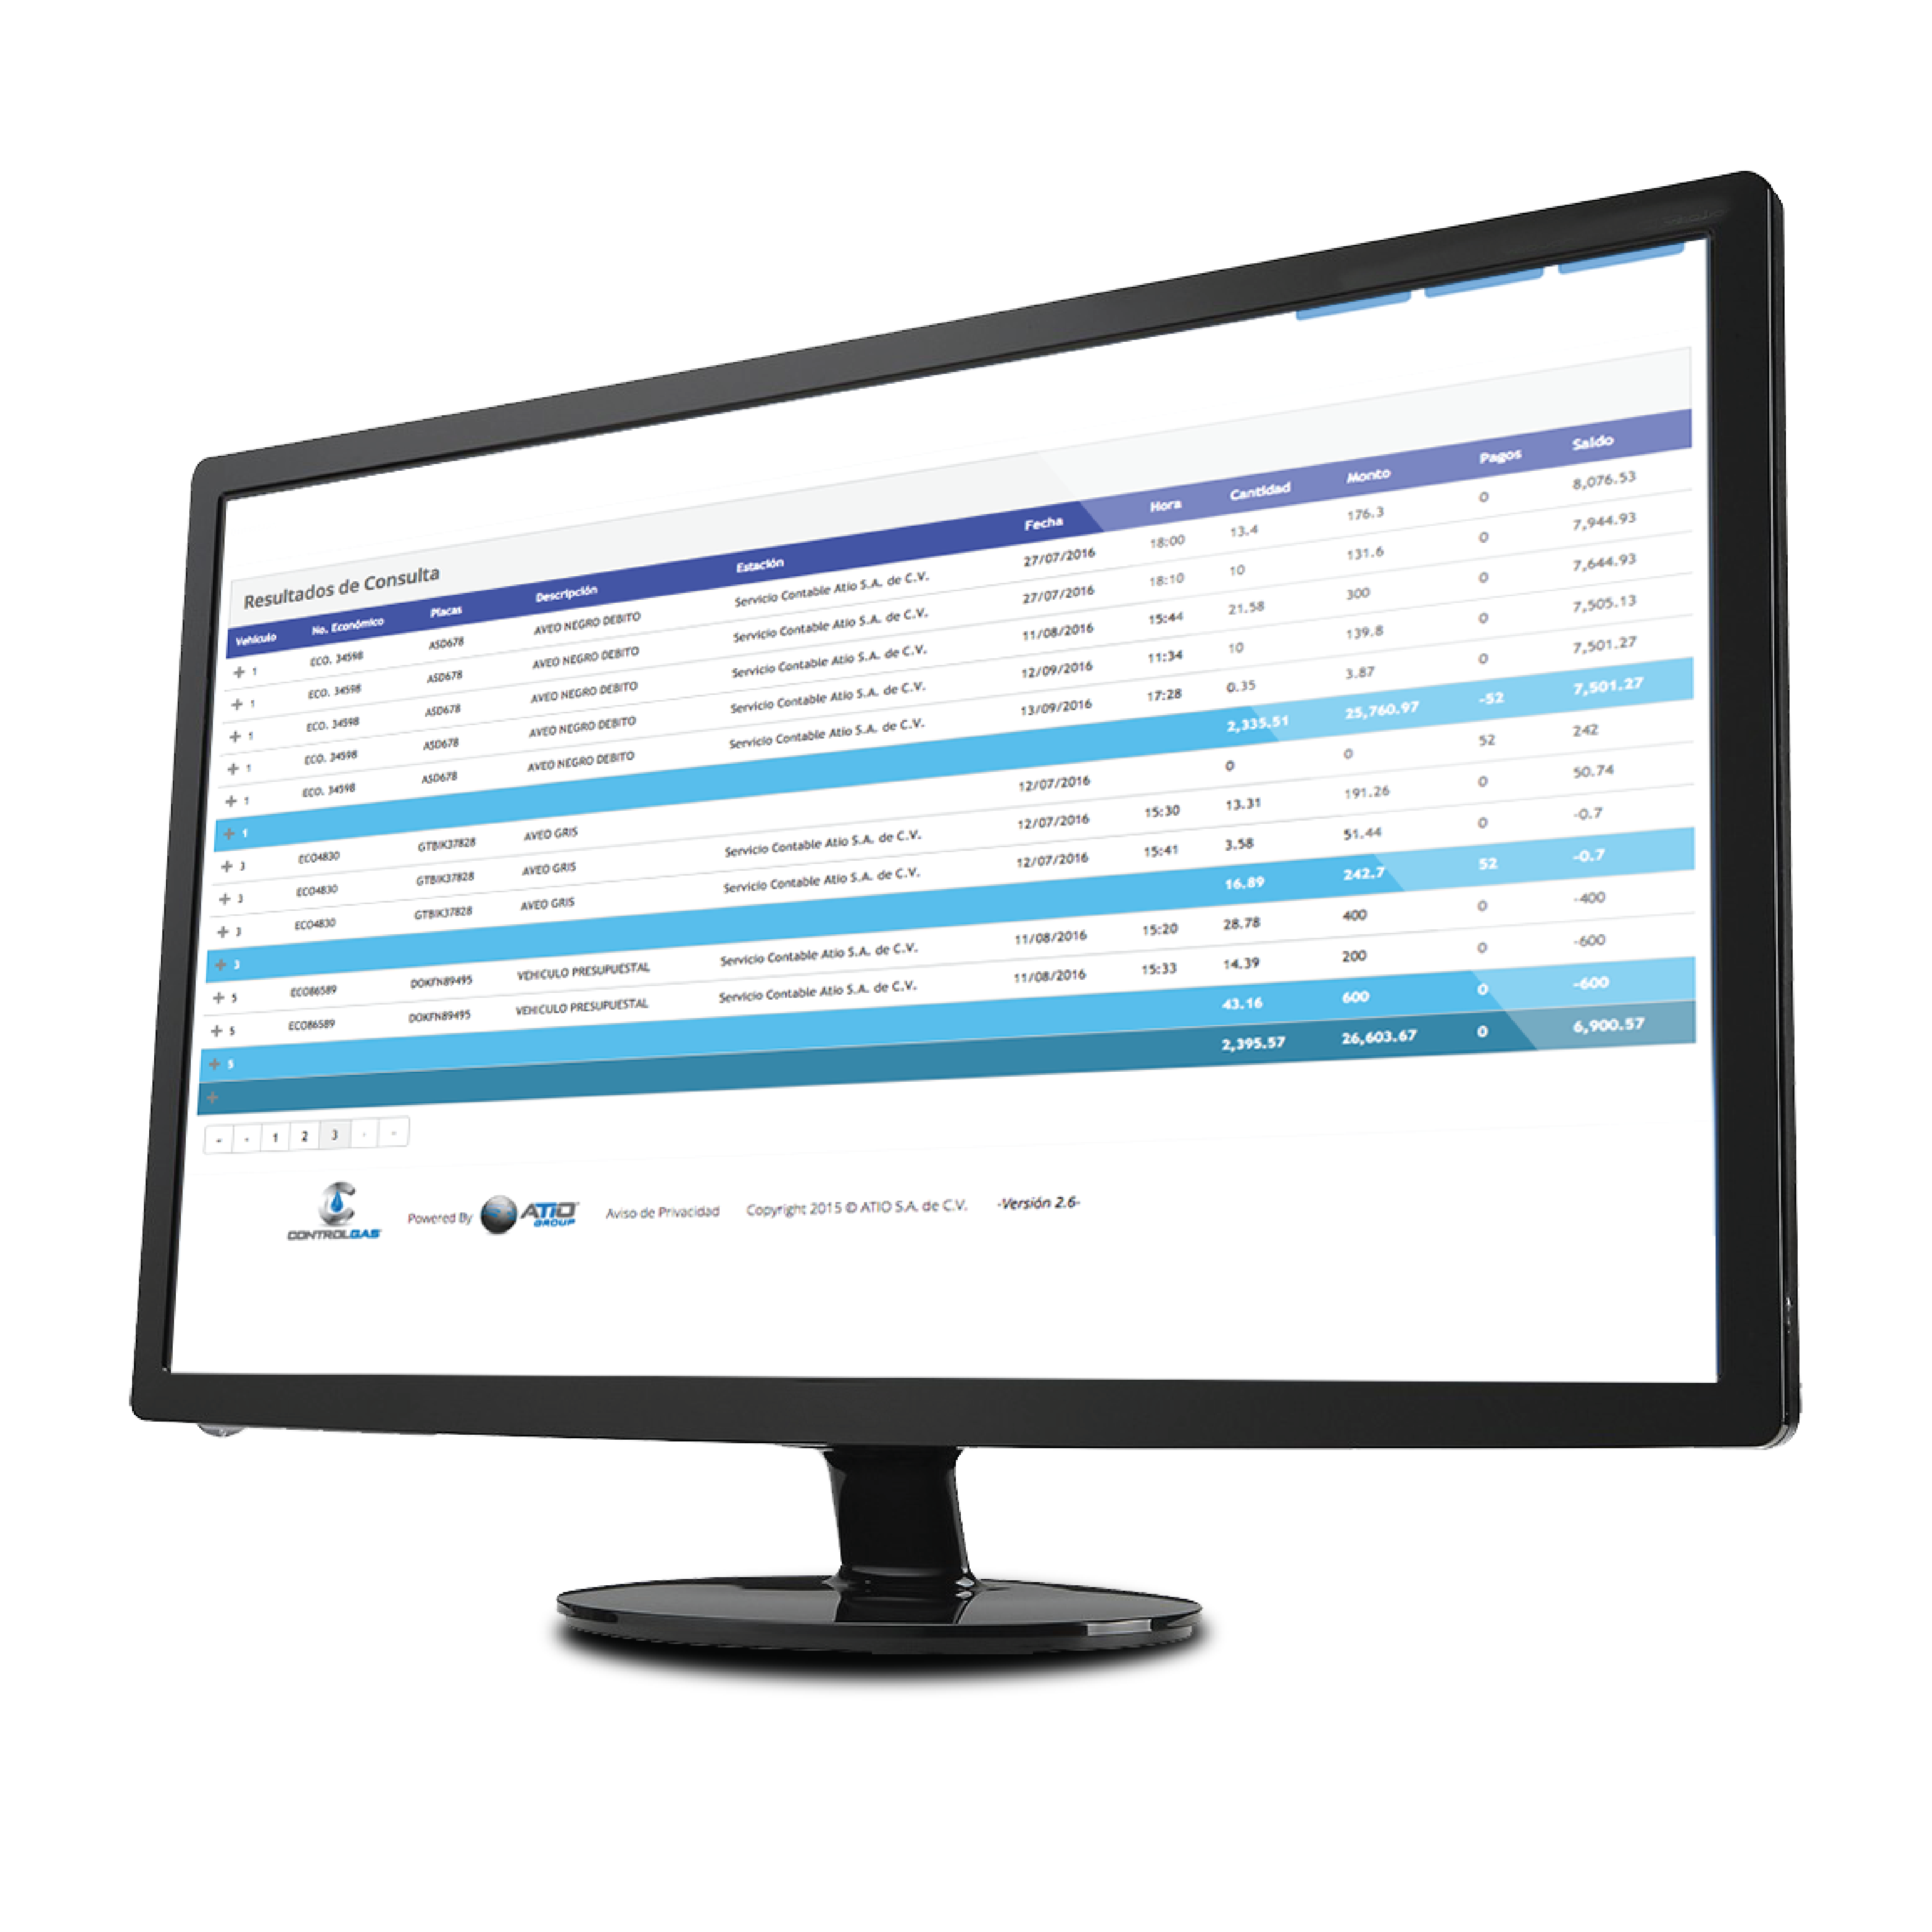 Resultados de Consulta
Vehículo No. Económico Placas Descripción Estación Fecha Hora Cantidad Monto Pagos Saldo
+ 1 ECO. 34598 ASD678 AVEO NEGRO DEBITO Servicio Contable Atio S.A. de C.V. 27/07/2016 18:00 13.4 176.3 0 8,076.53
+ 1 ECO. 34598 ASD678 AVEO NEGRO DEBITO Servicio Contable Atio S.A. de C.V. 27/07/2016 18:10 10 131.6 0 7,944.93
+ 1 ECO. 34598 ASD678 AVEO NEGRO DEBITO Servicio Contable Atio S.A. de C.V. 11/08/2016 15:44 21.58 300 0 7,644.93
+ 1 ECO. 34598 ASD678 AVEO NEGRO DEBITO Servicio Contable Atio S.A. de C.V. 12/09/2016 11:34 10 139.8 0 7,505.13
+ 1 ECO. 34598 ASD678 AVEO NEGRO DEBITO Servicio Contable Atio S.A. de C.V. 13/09/2016 17:28 0.35 3.87 0 7,501.27
+ 1 2,335.51 25,760.97 -52 7,501.27
+ 3 ECO4830 GTBIK37828 AVEO GRIS 12/07/2016 0 0 52 242
+ 3 ECO4830 GTBIK37828 AVEO GRIS Servicio Contable Atio S.A. de C.V. 12/07/2016 15:30 13.31 191.26 0 50.74
+ 3 ECO4830 GTBIK37828 AVEO GRIS Servicio Contable Atio S.A. de C.V. 12/07/2016 15:41 3.58 51.44 0 -0.7
+ 3 16.89 242.7 52 -0.7
+ 5 ECO86589 DOKFN89495 VEHICULO PRESUPUESTAL Servicio Contable Atio S.A. de C.V. 11/08/2016 15:20 28.78 400 0 -400
+ 5 ECO86589 DOKFN89495 VEHICULO PRESUPUESTAL Servicio Contable Atio S.A. de C.V. 11/08/2016 15:33 14.39 200 0 -600
+ 5 43.16 600 0 -600
+ 2,395.57 26,603.67 0 6,900.57
1 2 3
CONTROLGAS Powered By ATIO GROUP Aviso de Privacidad Copyright 2015 © ATIO S.A. de C.V. -Versión 2.6-